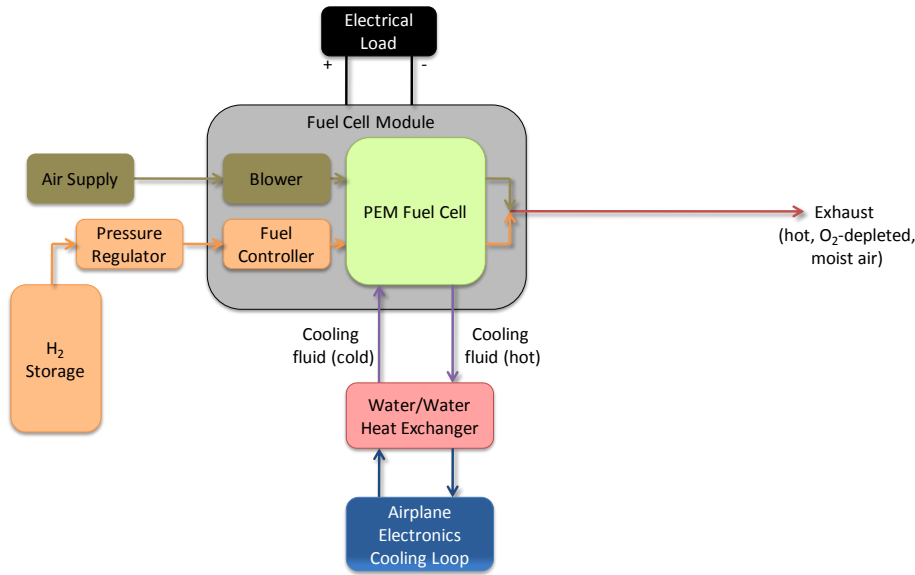 Electrical
Load
+
-
Fuel Cell Module
Air Supply
Blower
PEM Fuel Cell
Pressure
Regulator
Fuel
Controller
Exhaust
(hot, O₂-depleted,
moist air)
H₂
Storage
Cooling
fluid (cold)
Cooling
fluid (hot)
Water/Water
Heat Exchanger
Airplane
Electronics
Cooling Loop